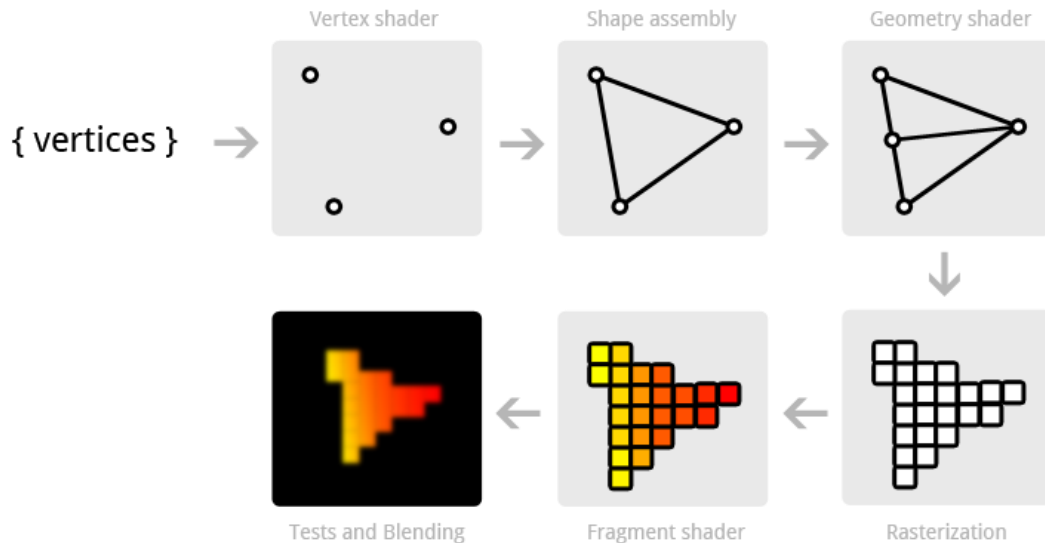 Vertex shader
Shape assembly
Geometry shader
{ vertices }
Tests and Blending
Fragment shader
Rasterization